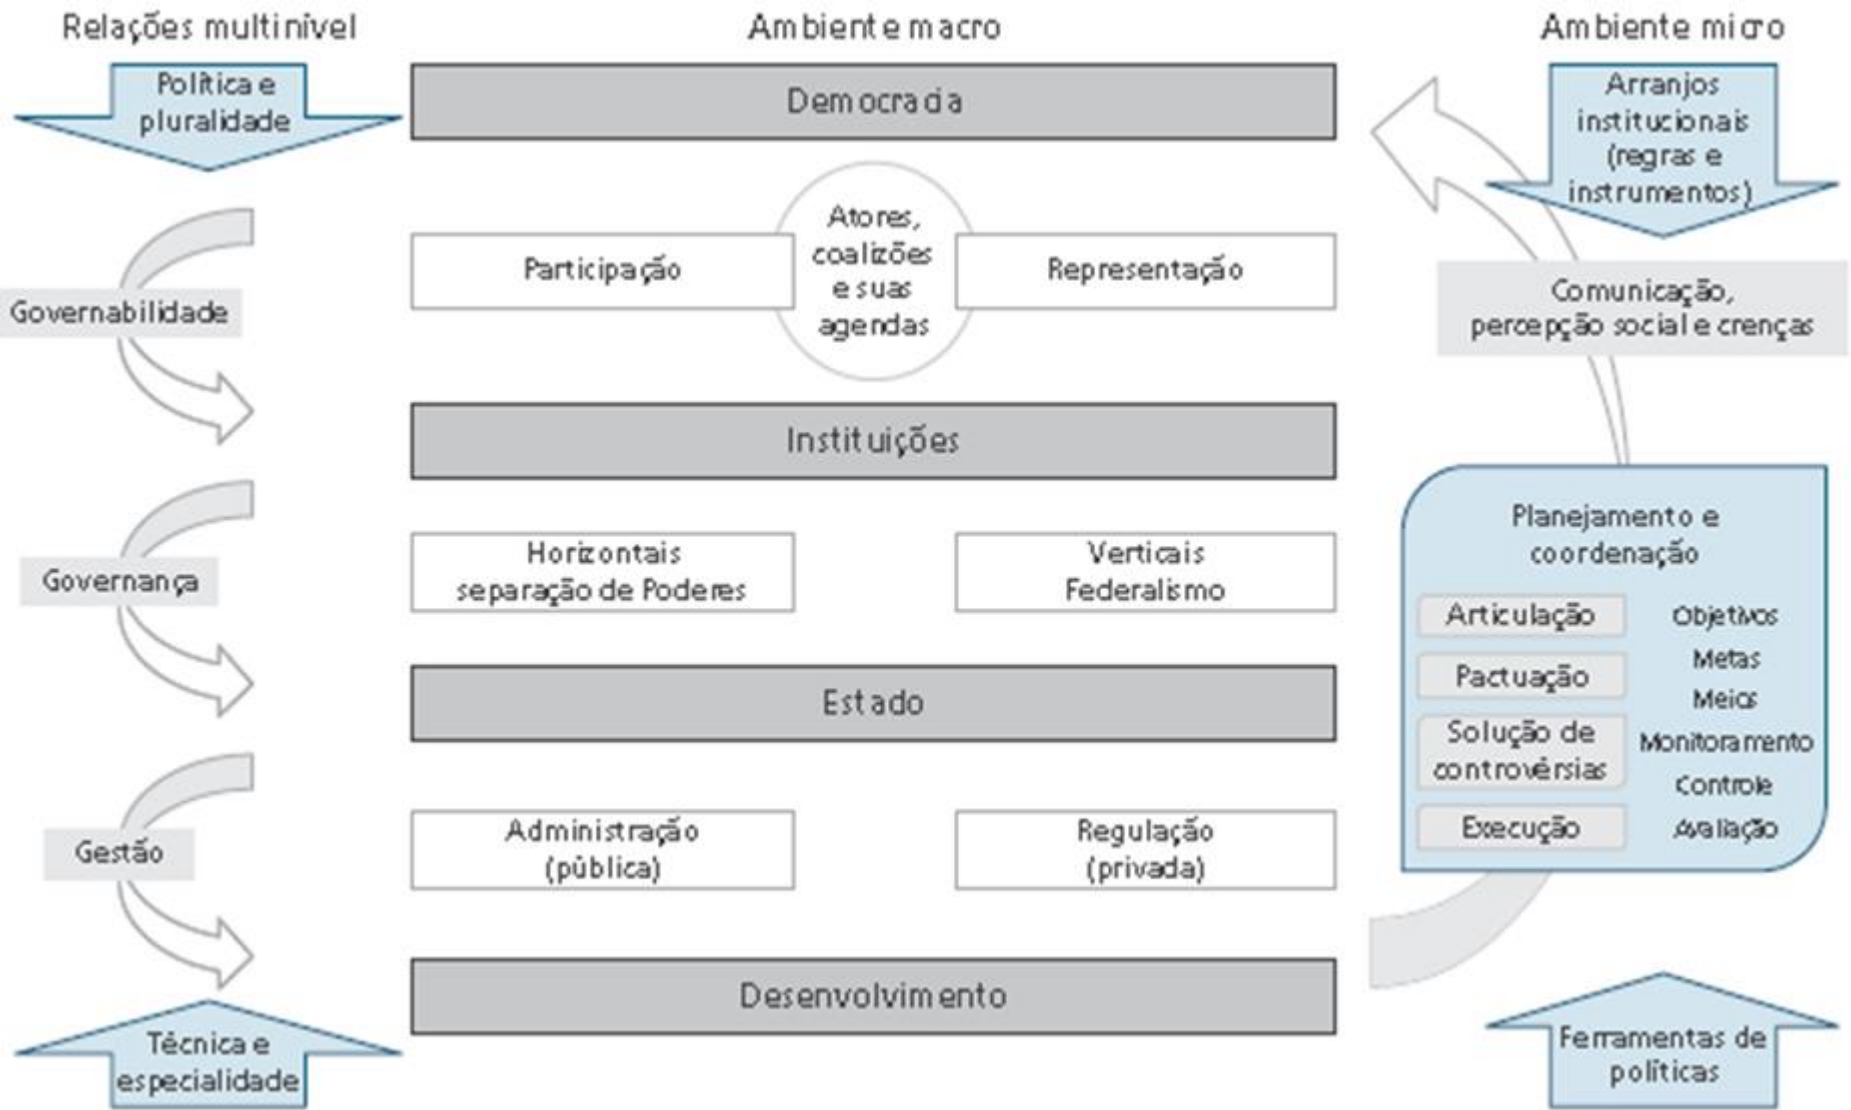 Relações multinível
Ambiente macro
Ambiente micro
Política e
pluralidade
Governabilidade
Governança
Gestão
Técnica e
especialidade
Democracia
Participação
Atores,
coalizões
e suas
agendas
Representação
Instituições
Horizontais
separação de Poderes
Verticais
Federalismo
Estado
Administração
(pública)
Regulação
(privada)
Desenvolvimento
Arranjos
institucionais
(regras e
instrumentos)
Comunicação,
percepção social e crenças
Planejamento e
coordenação
Articulação
Pactuação
Solução de
controvérsias
Execução
Objetivos
Metas
Meios
Monitoramento
Controle
Avaliação
Ferramentas de
políticas